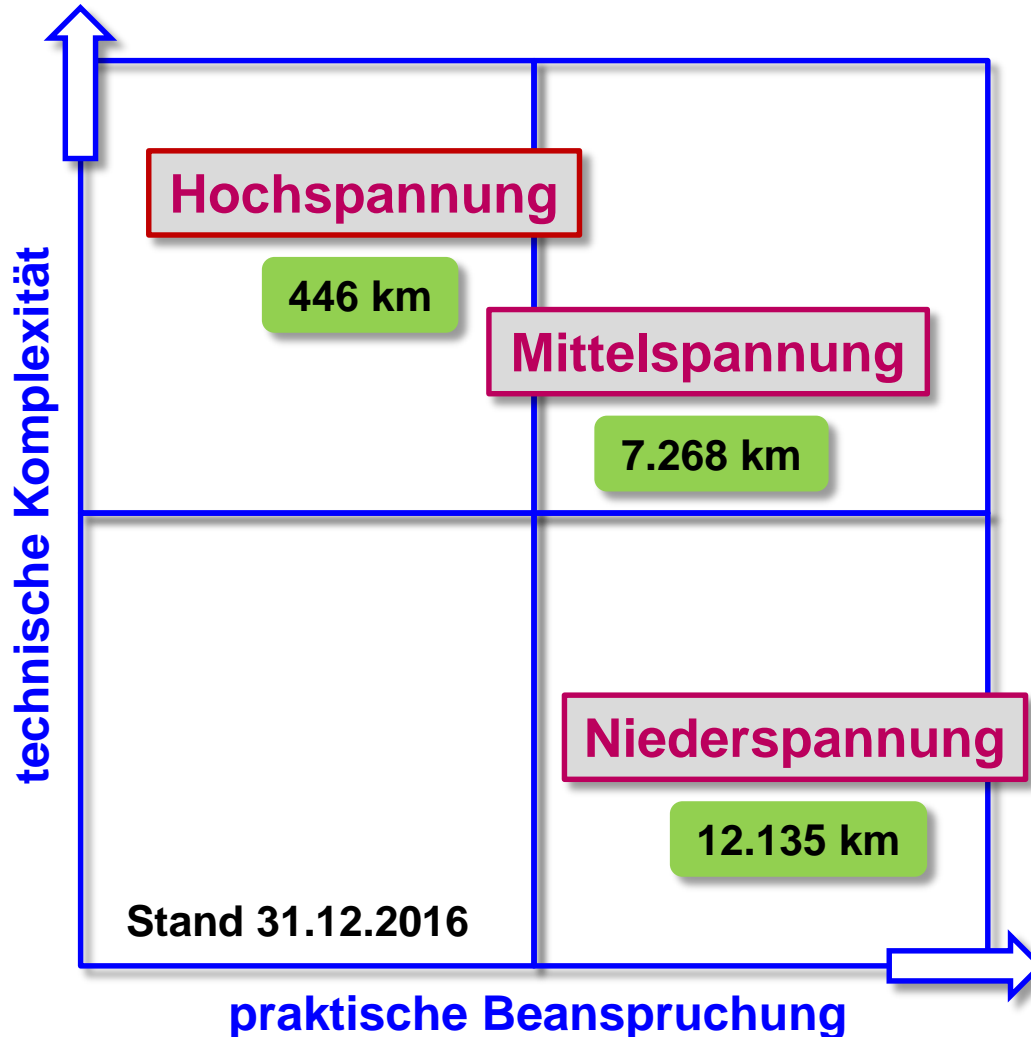 Hochspannung
446 km
Mittelspannung
7.268 km
technische Komplexität
Niederspannung
12.135 km
Stand 31.12.2016
praktische Beanspruchung